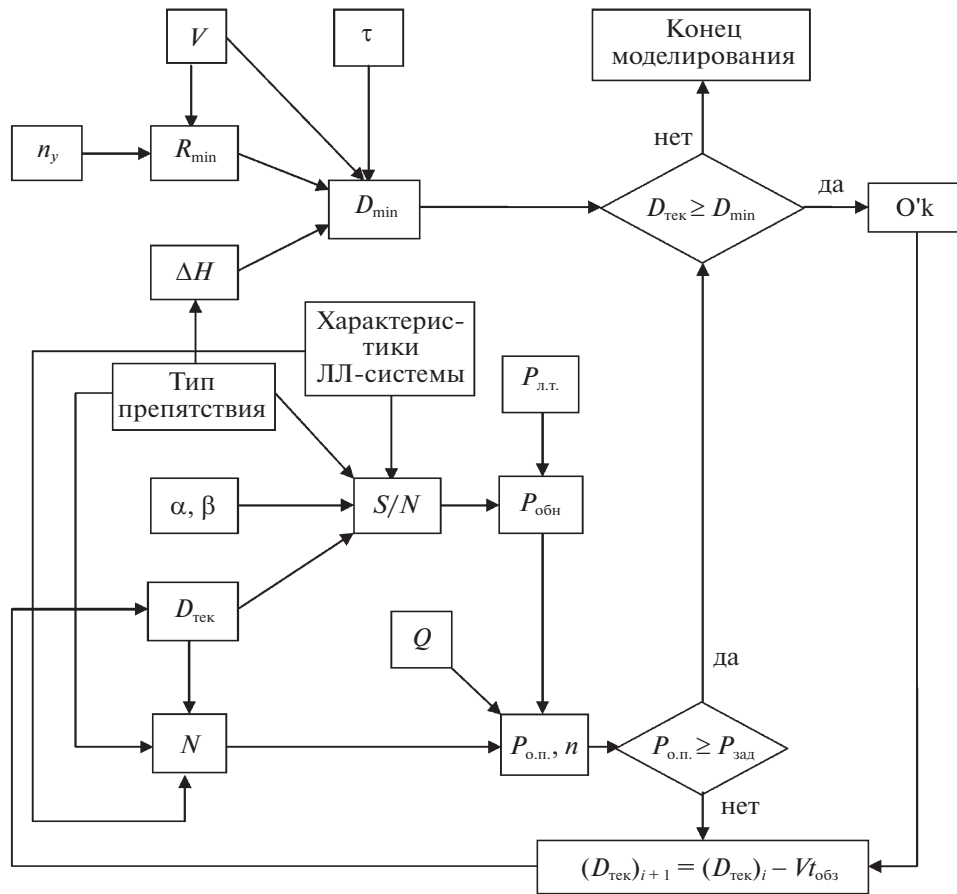 V
τ
Конец
моделирования
нет
n_y
R_min
да
D_min
D_тек ≥ D_min
O'k
ΔH
Характерис-
тики
ЛЛ-системы
Тип
препятствия
P_л.т.
α, β
S/N
P_обн
D_тек
Q
да
N
P_о.п., n
P_о.п. ≥ P_зад
нет
(D_тек)_{i + 1} = (D_тек)_i – Vt_обз